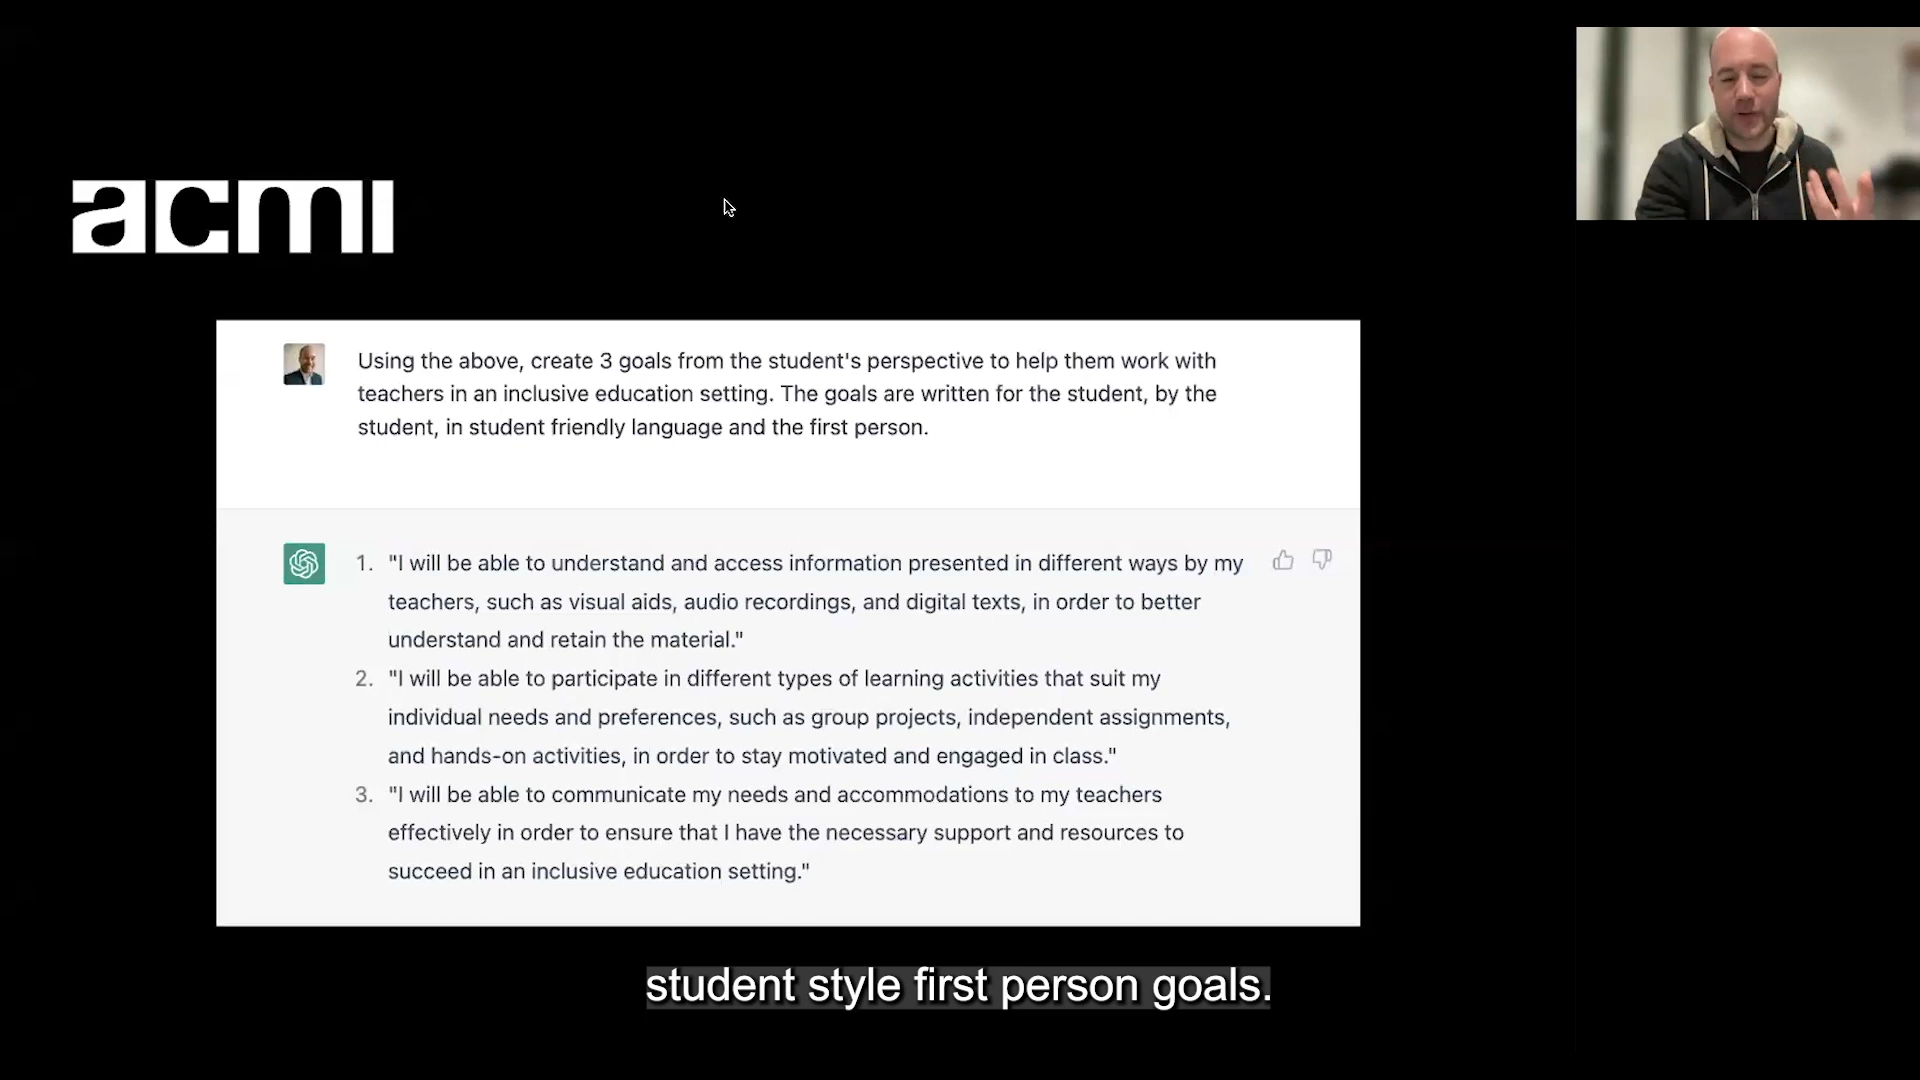 acmi
Using the above, create 3 goals from the student's perspective to help them work with
teachers in an inclusive education setting. The goals are written for the student, by the
student, in student friendly language and the first person.
1. "I will be able to understand and access information presented in different ways by my
teachers, such as visual aids, audio recordings, and digital texts, in order to better
understand and retain the material."
2. "I will be able to participate in different types of learning activities that suit my
individual needs and preferences, such as group projects, independent assignments,
and hands-on activities, in order to stay motivated and engaged in class."
3. "I will be able to communicate my needs and accommodations to my teachers
effectively in order to ensure that I have the necessary support and resources to
succeed in an inclusive education setting."
student style first person goals.